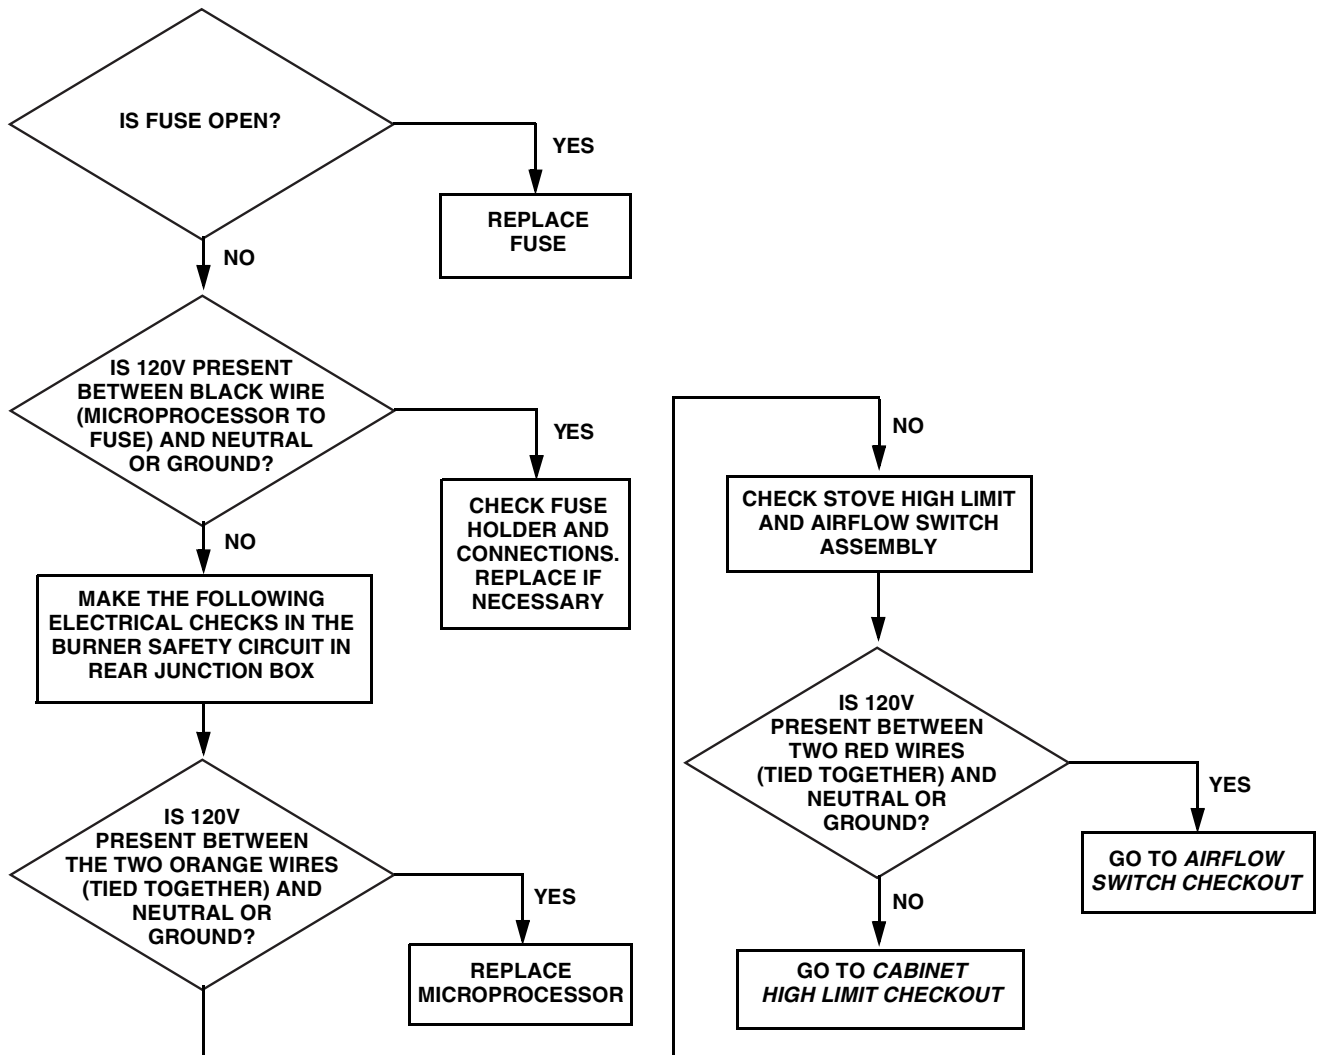 IS FUSE OPEN?
YES
REPLACE
FUSE
NO
IS 120V PRESENT
BETWEEN BLACK WIRE
(MICROPROCESSOR TO
FUSE) AND NEUTRAL
OR GROUND?
YES
CHECK FUSE
HOLDER AND
CONNECTIONS.
REPLACE IF
NECESSARY
NO
MAKE THE FOLLOWING
ELECTRICAL CHECKS IN THE
BURNER SAFETY CIRCUIT IN
REAR JUNCTION BOX
IS 120V
PRESENT BETWEEN
THE TWO ORANGE WIRES
(TIED TOGETHER) AND
NEUTRAL OR
GROUND?
YES
REPLACE
MICROPROCESSOR
NO
CHECK STOVE HIGH LIMIT
AND AIRFLOW SWITCH
ASSEMBLY
IS 120V
PRESENT BETWEEN
TWO RED WIRES
(TIED TOGETHER) AND
NEUTRAL OR
GROUND?
YES
GO TO AIRFLOW
SWITCH CHECKOUT
NO
GO TO CABINET
HIGH LIMIT CHECKOUT